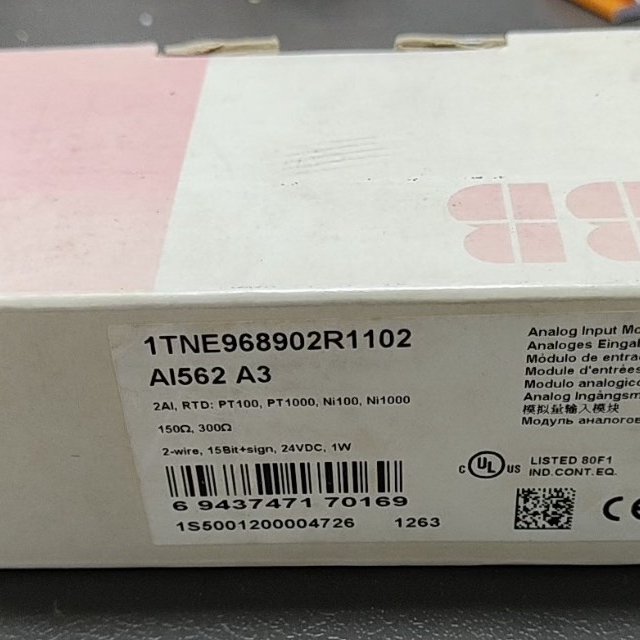 1TNE968902R1102
AI562 A3
2AI, RTD: PT100, PT1000, Ni100, Ni1000
150Ω, 300Ω
2-wire, 15Bit+sign, 24VDC, 1W
6 9437471 70169
1S5001200004726 1263
Analog Input Mo
Analoges Eingab
Módulo de entra
Module d'entrées
Modulo analogico
Analog Ingångsm
模拟量输入模块
Модуль аналогов
c UL us LISTED 80F1
IND.CONT.EQ.
CE